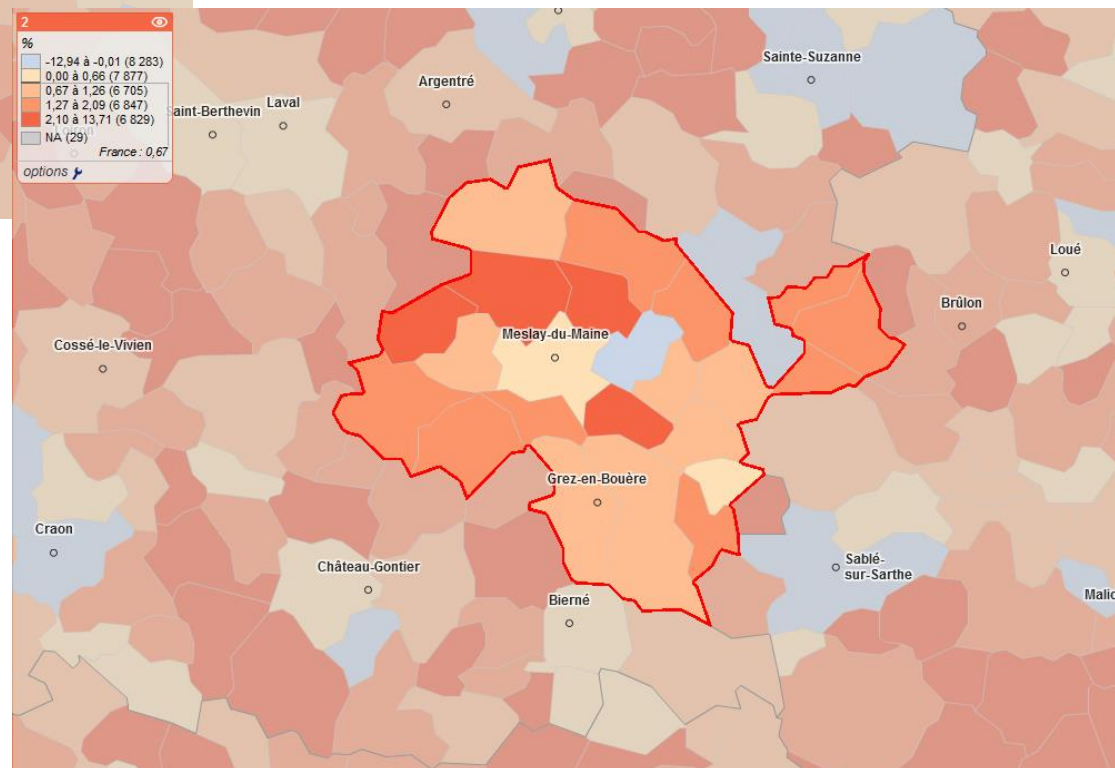 2
%
-12,94 à -0,01 (8 283)
0,00 à 0,66 (7 877)
0,67 à 1,26 (6 705)
1,27 à 2,09 (6 847)
2,10 à 13,71 (6 829)
NA (29)
France : 0,67
options
Sainte-Suzanne
Argentré
Saint-Berthevin
Laval
Loiron
Loué
Brûlon
Meslay-du-Maine
Cossé-le-Vivien
Grez-en-Bouère
Craon
Château-Gontier
Sablé-
sur-Sarthe
Bierné
Malic